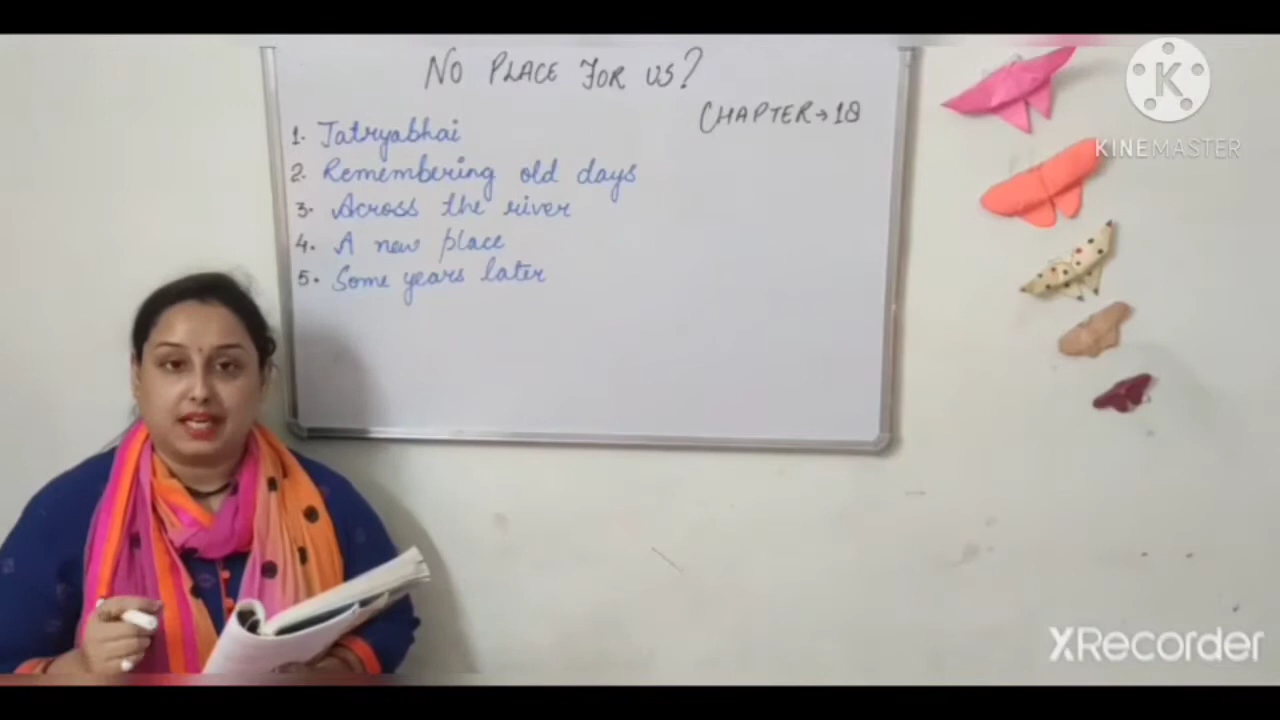 NO PLACE FOR US?
CHAPTER→18
1. Jatryabhai
2. Remembering old days
3. Across the river
4. A new place
5. Some years later
K
KINEMASTER
XRecorder